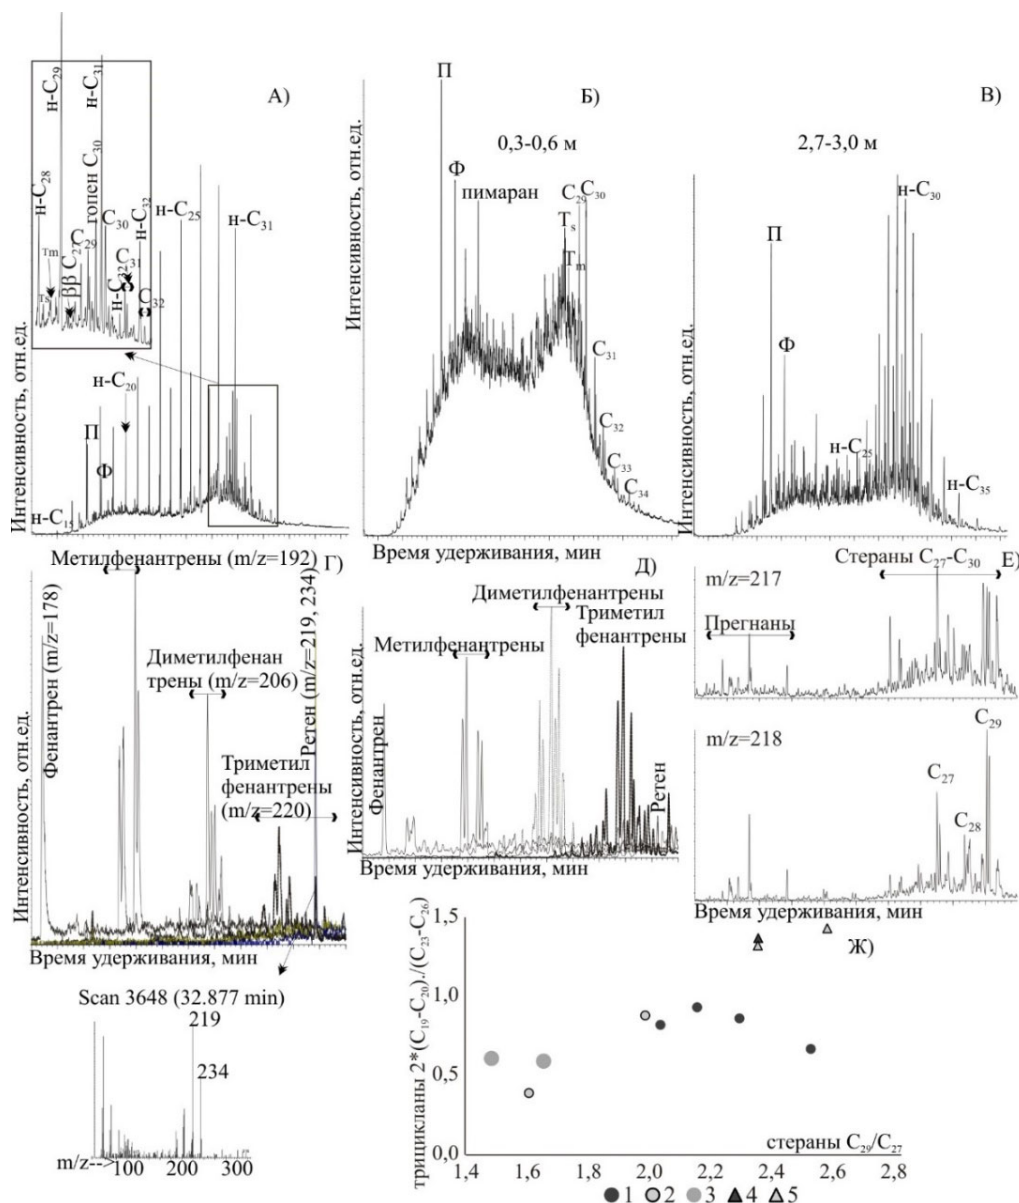 А)
Интенсивность, отн.ед.
н-C₂₈
н-C₂₉
Ts
Tm
ββ C₂₇
C₂₉
гопен C₃₀
н-C₃₁
C₃₀
н-C₃₂
C₃₁
н-C₃₂
C₃₂
н-C₁₅
П
Ф
н-C₂₀
н-C₂₅
н-C₃₁
Б)
0,3-0,6 м
Интенсивность, отн.ед.
П
Ф
пимаран
C₂₉
C₃₀
Tₛ
Tₘ
C₃₁
C₃₂
C₃₃
C₃₄
Время удерживания, мин
В)
2,7-3,0 м
Интенсивность, отн.ед.
П
Ф
н-C₂₅
н-C₃₀
н-C₃₅
Г)
Интенсивность, отн.ед.
Фенантрен (m/z=178)
Метилфенантрены (m/z=192)
Диметилфенан
трены (m/z=206)
Триметил
фенантрены
(m/z=220)
Ретен (m/z=219, 234)
Время удерживания, мин
Scan 3648 (32.877 min)
219
234
m/z-->
100
200
300
Д)
Интенсивность, отн.ед.
Фенантрен
Метилфенантрены
Диметилфенантрены
Триметил
фенантрены
Ретен
Время удерживания, мин
Е)
m/z=217
Прегнаны
Стераны C₂₇-C₃₀
m/z=218
C₂₇
C₂₈
C₂₉
Время удерживания, мин
Ж)
трицикланы 2*(C₁₉-C₂₀)./(C₂₃-C₂₆)
1,5
1,0
0,5
0,0
стераны C₂₉/C₂₇
1,4 1,6 1,8 2,0 2,2 2,4 2,6 2,8
1 2 3 4 5